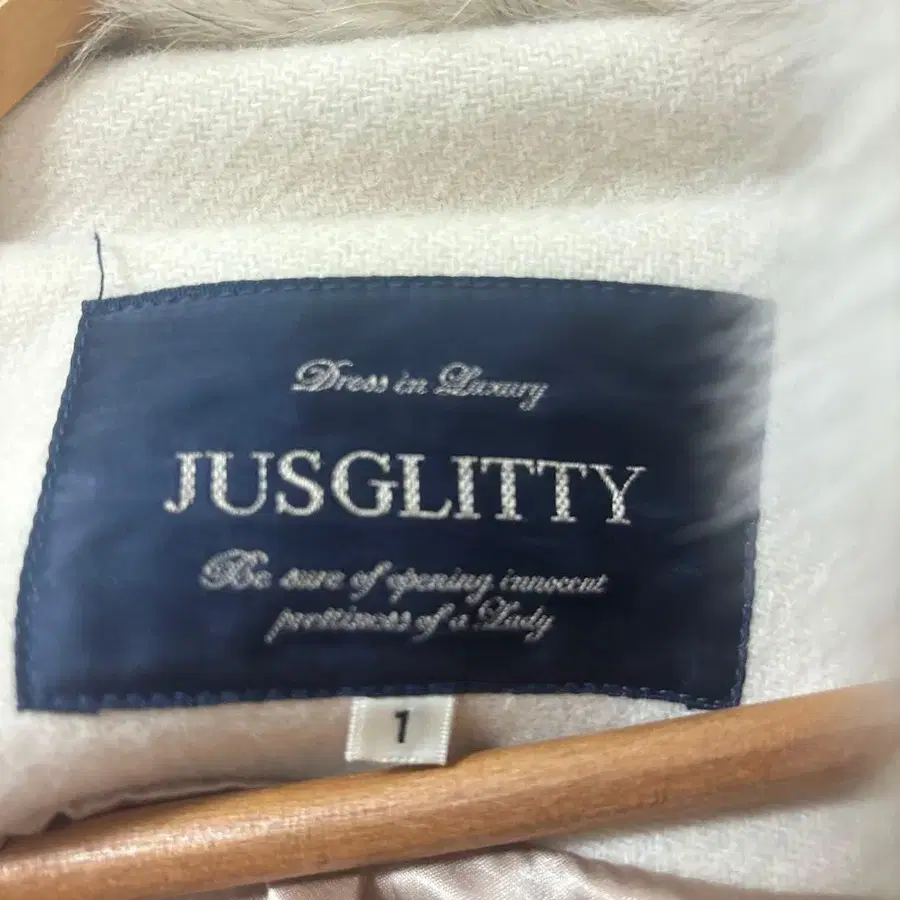 Dress in Luxury
JUSGLITTY
Be sure of opening innocent
prettiness of a Lady
1